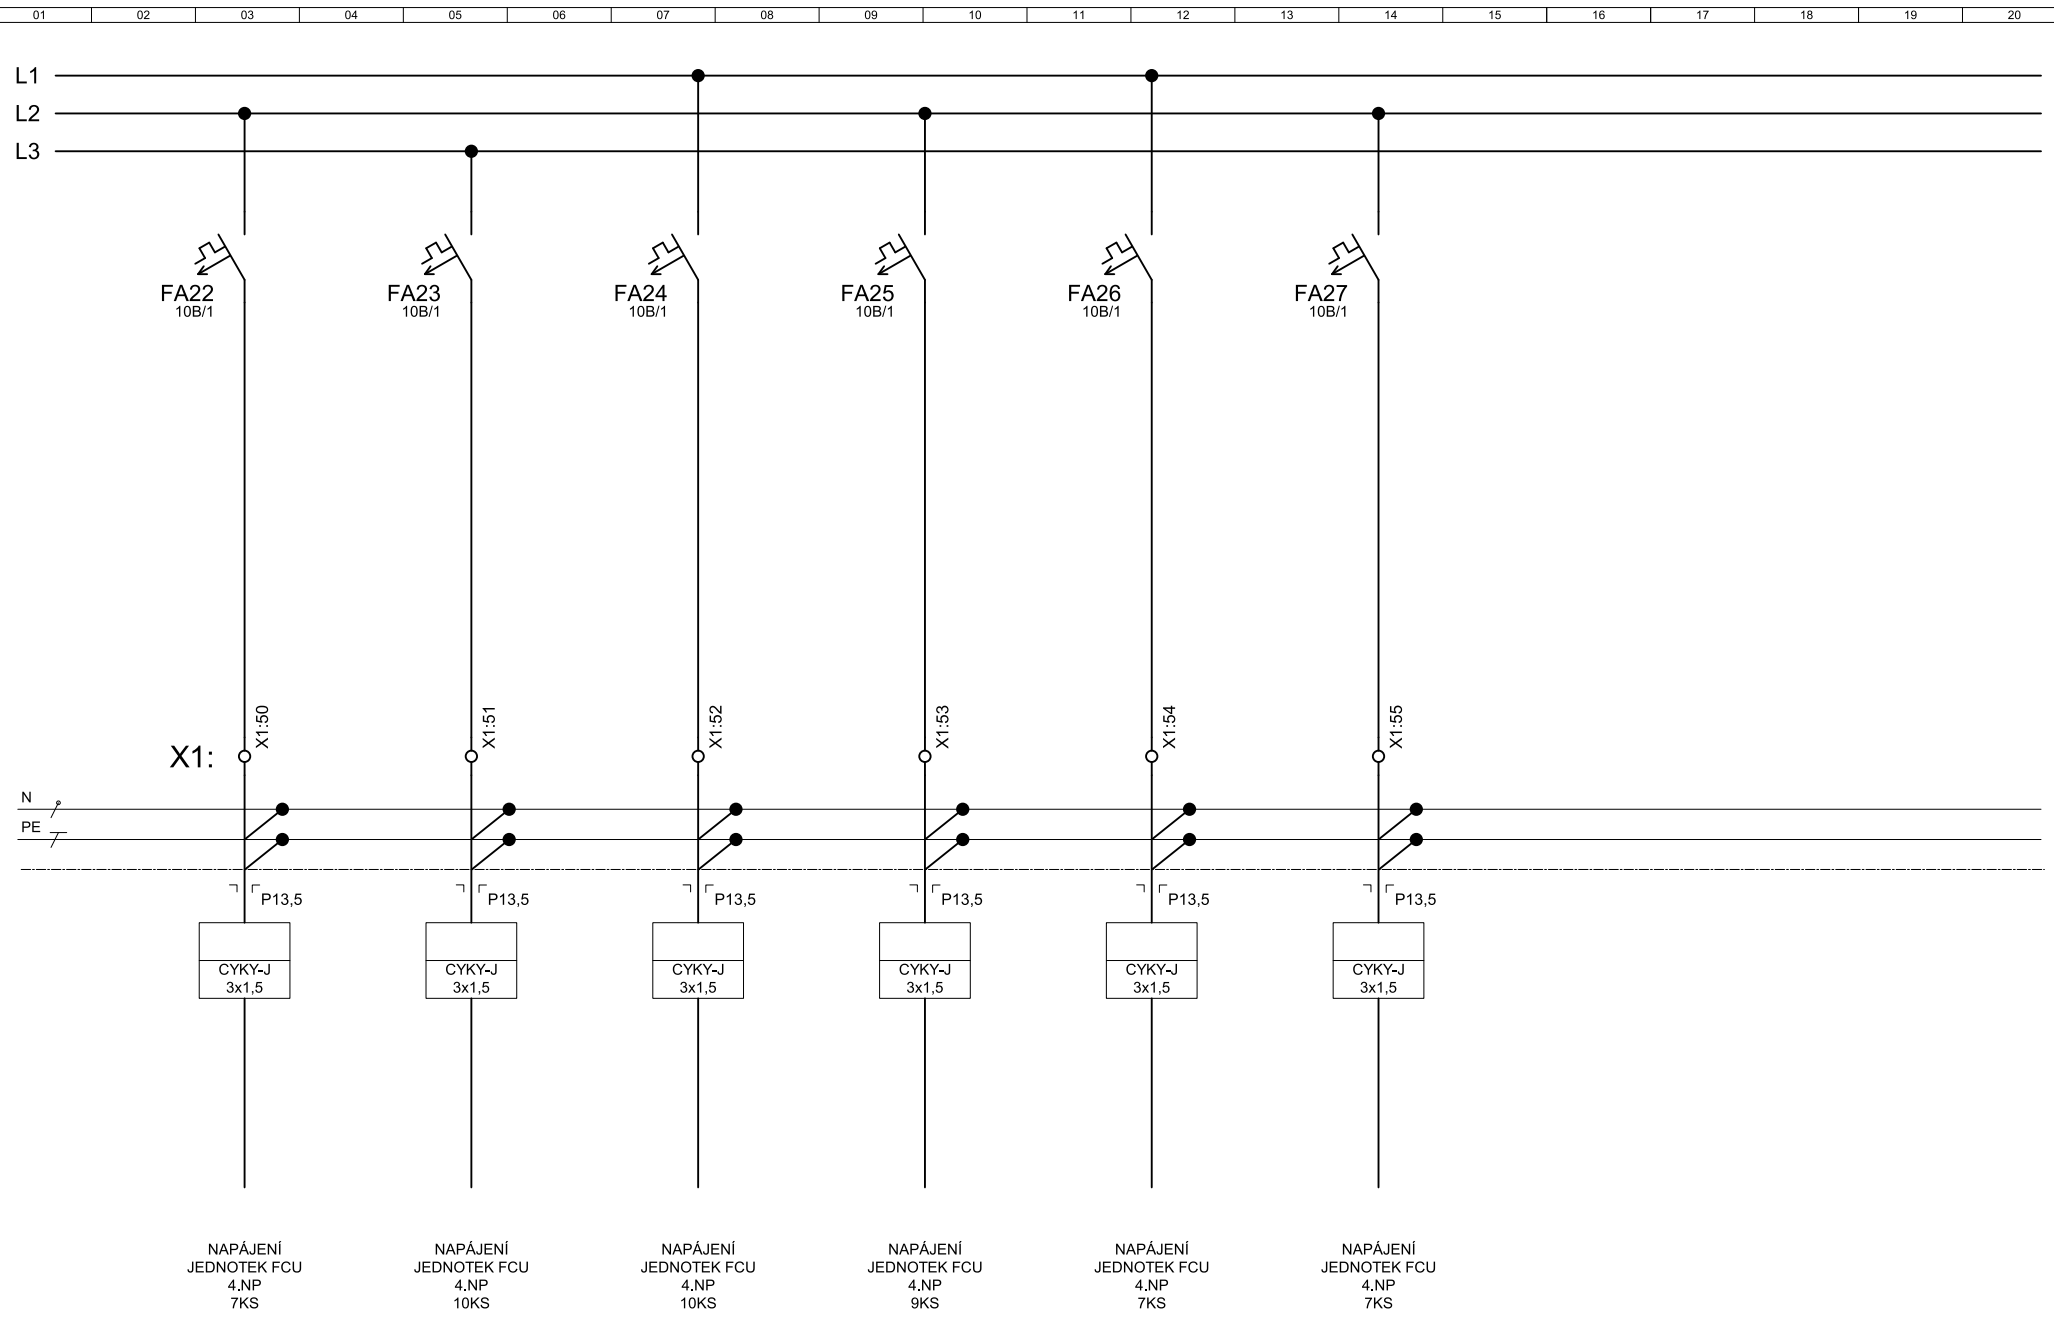 01 02 03 04 05 06 07 08 09 10 11 12 13 14 15 16 17 18 19 20
L1
L2
L3
FA22 FA23 FA24 FA25 FA26 FA27
10B/1 10B/1 10B/1 10B/1 10B/1 10B/1
X1:50 X1:51 X1:52 X1:53 X1:54 X1:55
X1:
N
PE
P13,5 P13,5 P13,5 P13,5 P13,5 P13,5
CYKY-J CYKY-J CYKY-J CYKY-J CYKY-J CYKY-J
3x1,5 3x1,5 3x1,5 3x1,5 3x1,5 3x1,5
NAPÁJENÍ NAPÁJENÍ NAPÁJENÍ NAPÁJENÍ NAPÁJENÍ NAPÁJENÍ
JEDNOTEK FCU JEDNOTEK FCU JEDNOTEK FCU JEDNOTEK FCU JEDNOTEK FCU JEDNOTEK FCU
4.NP 4.NP 4.NP 4.NP 4.NP 4.NP
7KS 10KS 10KS 9KS 7KS 7KS